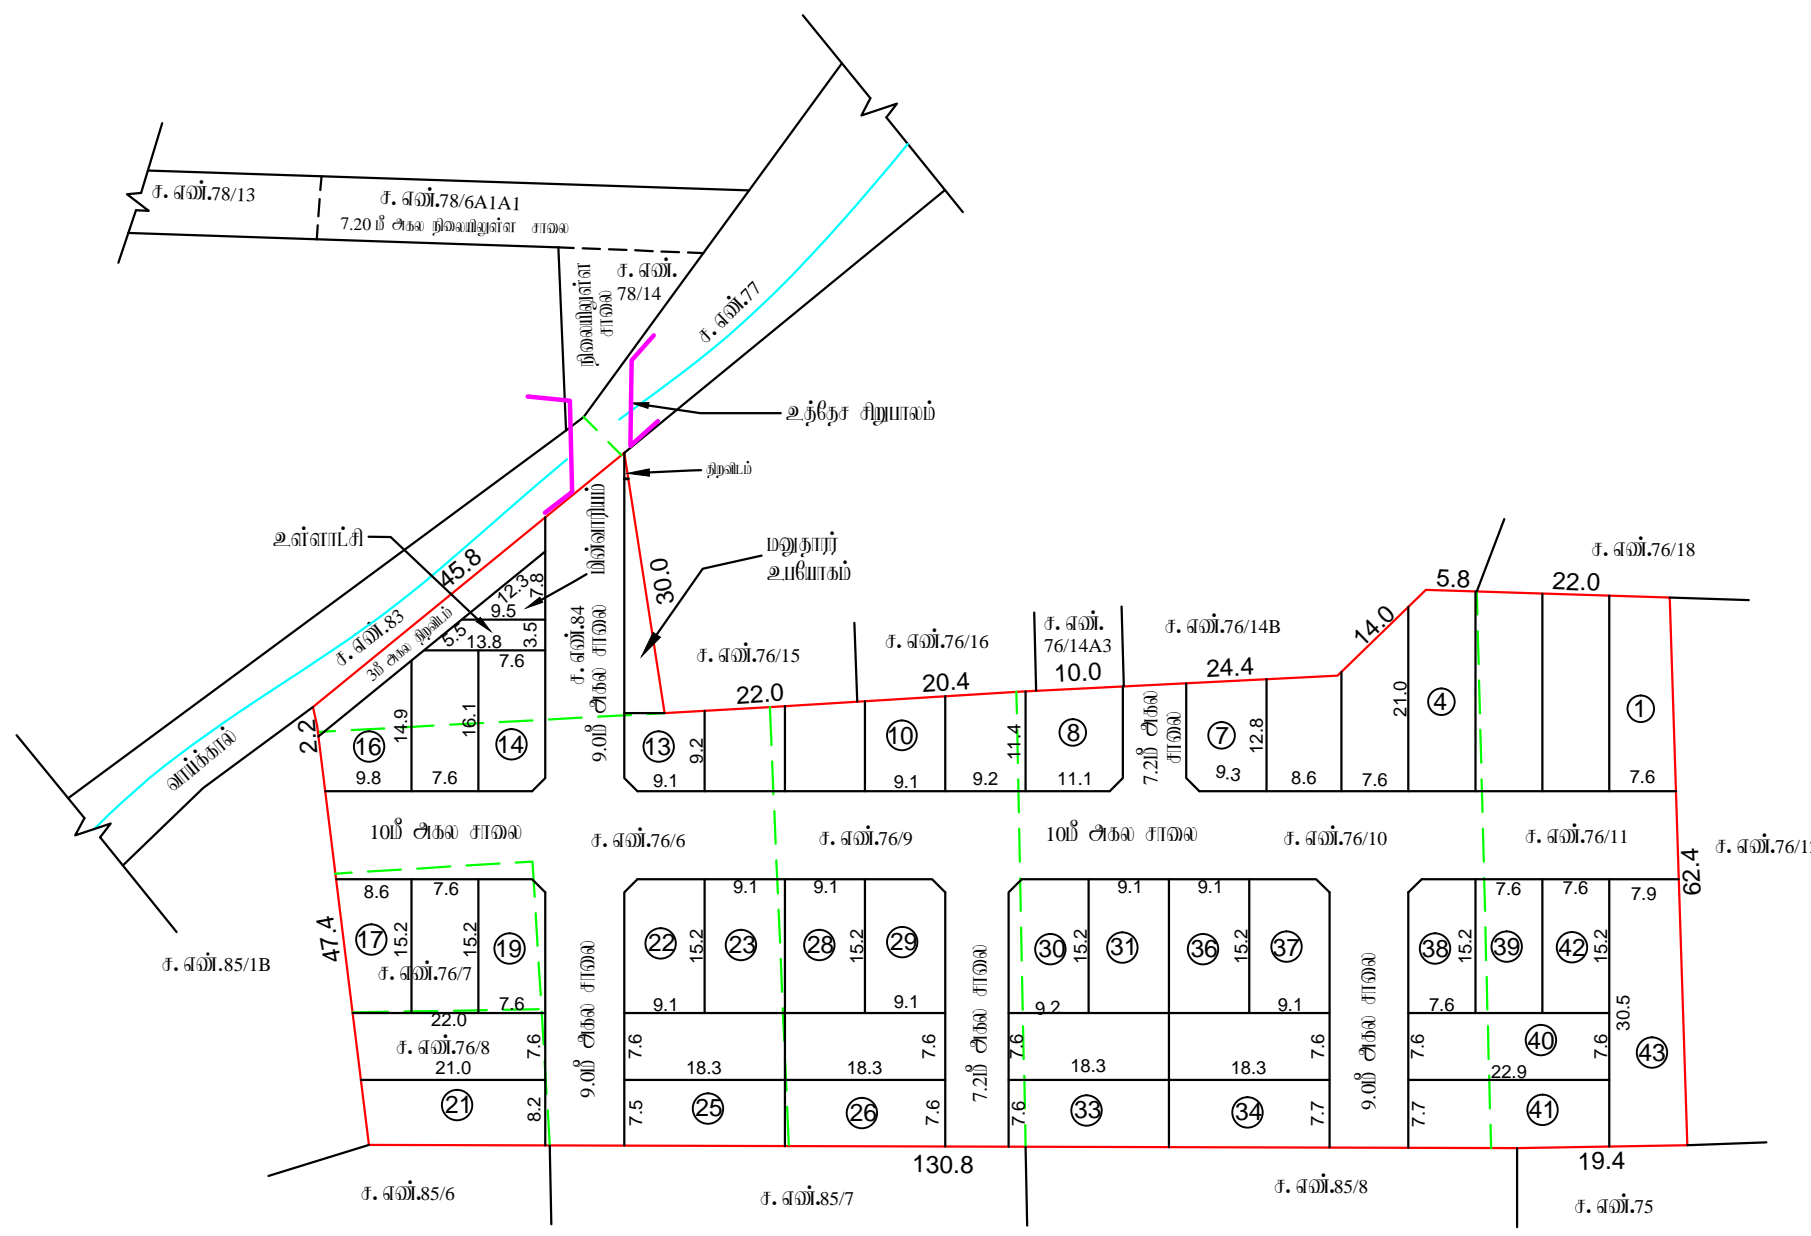 ச. எண்.78/13
ச. எண்.78/6A1A1
7.20 மீ அகல நிலையிலுள்ள சாலை
நிலையிலுள்ள
சாலை
ச. எண்.
78/14
ச. எண்.77
உத்தேச சிறுபாலம்
திறவிடம்
மின்வாரியம்
உள்ளாட்சி
மனுதாரர்
உபயோகம்
45.8
12.3
7.8
9.5
5.5
13.8
3.5
7.6
30.0
ச. எண்.83
3மீ அகல திறவிடம்
வாய்க்கால்
ச. எண்.84
9.0மீ அகல சாலை
ச. எண்.76/15
ச. எண்.76/16
ச. எண்.
76/14A3
ச. எண்.76/14B
ச. எண்.76/18
22.0
20.4
10.0
24.4
14.0
5.8
22.0
2.2
16
14.9
16.1
14
9.8
7.6
13
9.2
9.1
10
9.1
9.2
11.4
8
11.1
7.2மீ அகல
சாலை
7
12.8
9.3
8.6
7.6
21.0
4
1
7.6
10மீ அகல சாலை
ச. எண்.76/6
ச. எண்.76/9
10மீ அகல சாலை
ச. எண்.76/10
ச. எண்.76/11
ச. எண்.76/12
62.4
47.4
8.6
7.6
17
15.2
15.2
19
ச. எண்.76/7
7.6
22.0
ச. எண்.76/8
7.6
21.0
21
8.2
9.0மீ அகல சாலை
9.1
9.1
22
15.2
23
28
15.2
29
9.1
9.1
7.6
7.6
18.3
18.3
7.5
25
26
7.6
7.2மீ அகல சாலை
9.1
9.1
30
15.2
31
36
15.2
37
9.2
9.1
7.6
7.6
18.3
18.3
7.6
33
34
7.7
9.0மீ அகல சாலை
7.6
7.6
7.9
38
15.2
39
42
15.2
7.6
30.5
7.6
40
7.6
43
22.9
7.7
41
ச. எண்.85/1B
130.8
19.4
ச. எண்.85/6
ச. எண்.85/7
ச. எண்.85/8
ச. எண்.75